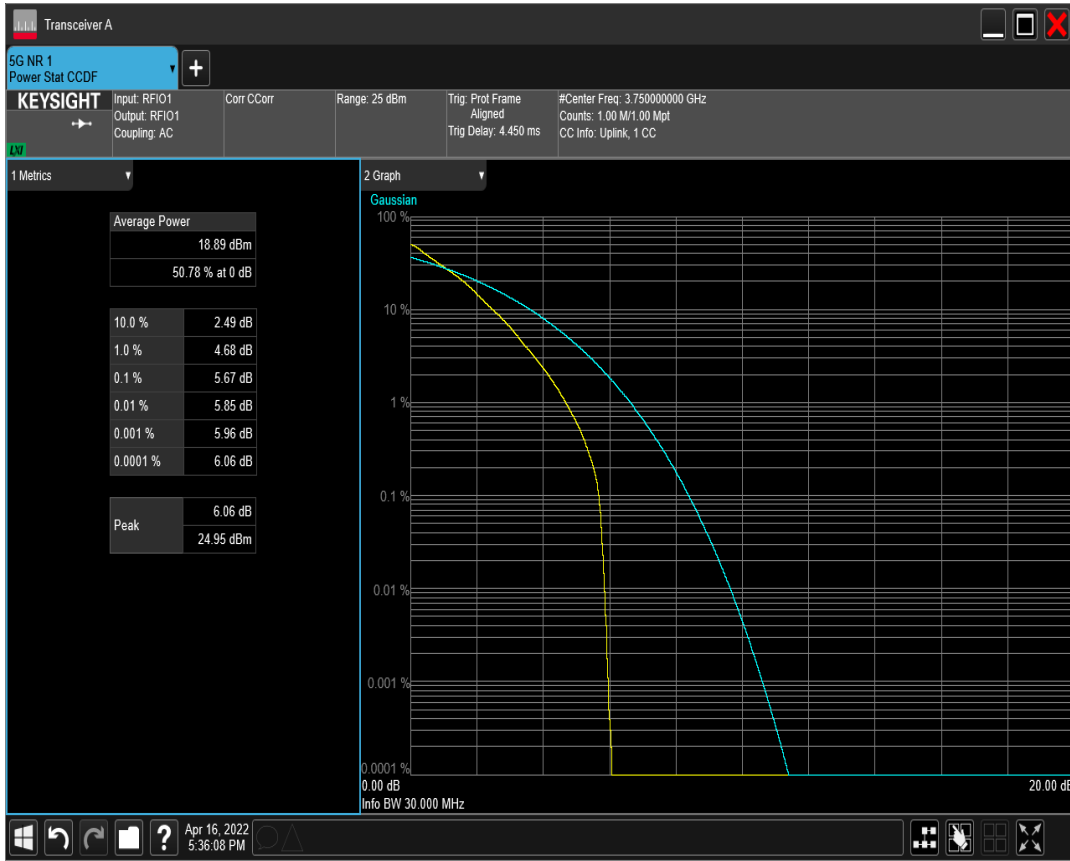 Transceiver A
5G NR 1
Power Stat CCDF
KEYSIGHT
LXI
Input: RFIO1
Output: RFIO1
Coupling: AC
Corr CCorr
Range: 25 dBm
Trig: Prot Frame
Aligned
Trig Delay: 4.450 ms
#Center Freq: 3.750000000 GHz
Counts: 1.00 M/1.00 Mpt
CC Info: Uplink, 1 CC
1 Metrics
Average Power
18.89 dBm
50.78 % at 0 dB
10.0 % 2.49 dB
1.0 % 4.68 dB
0.1 % 5.67 dB
0.01 % 5.85 dB
0.001 % 5.96 dB
0.0001 % 6.06 dB
Peak
6.06 dB
24.95 dBm
2 Graph
Gaussian
100 %
10 %
1 %
0.1 %
0.01 %
0.001 %
0.0001 %
0.00 dB 20.00 dB
Info BW 30.000 MHz
?
Apr 16, 2022
5:36:08 PM